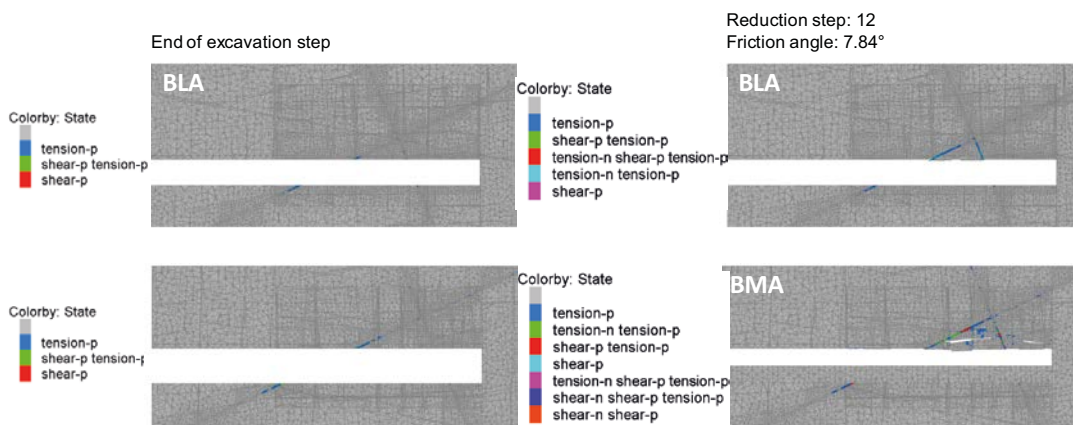 End of excavation step
Reduction step: 12
Friction angle: 7.84°
BLA
Colorby: State
tension-p
shear-p tension-p
shear-p
BLA
Colorby: State
tension-p
shear-p tension-p
tension-n shear-p tension-p
tension-n tension-p
shear-p
Colorby: State
tension-p
shear-p tension-p
shear-p
BMA
Colorby: State
tension-p
tension-n tension-p
shear-p tension-p
shear-p
tension-n shear-p tension-p
shear-n shear-p tension-p
shear-n shear-p